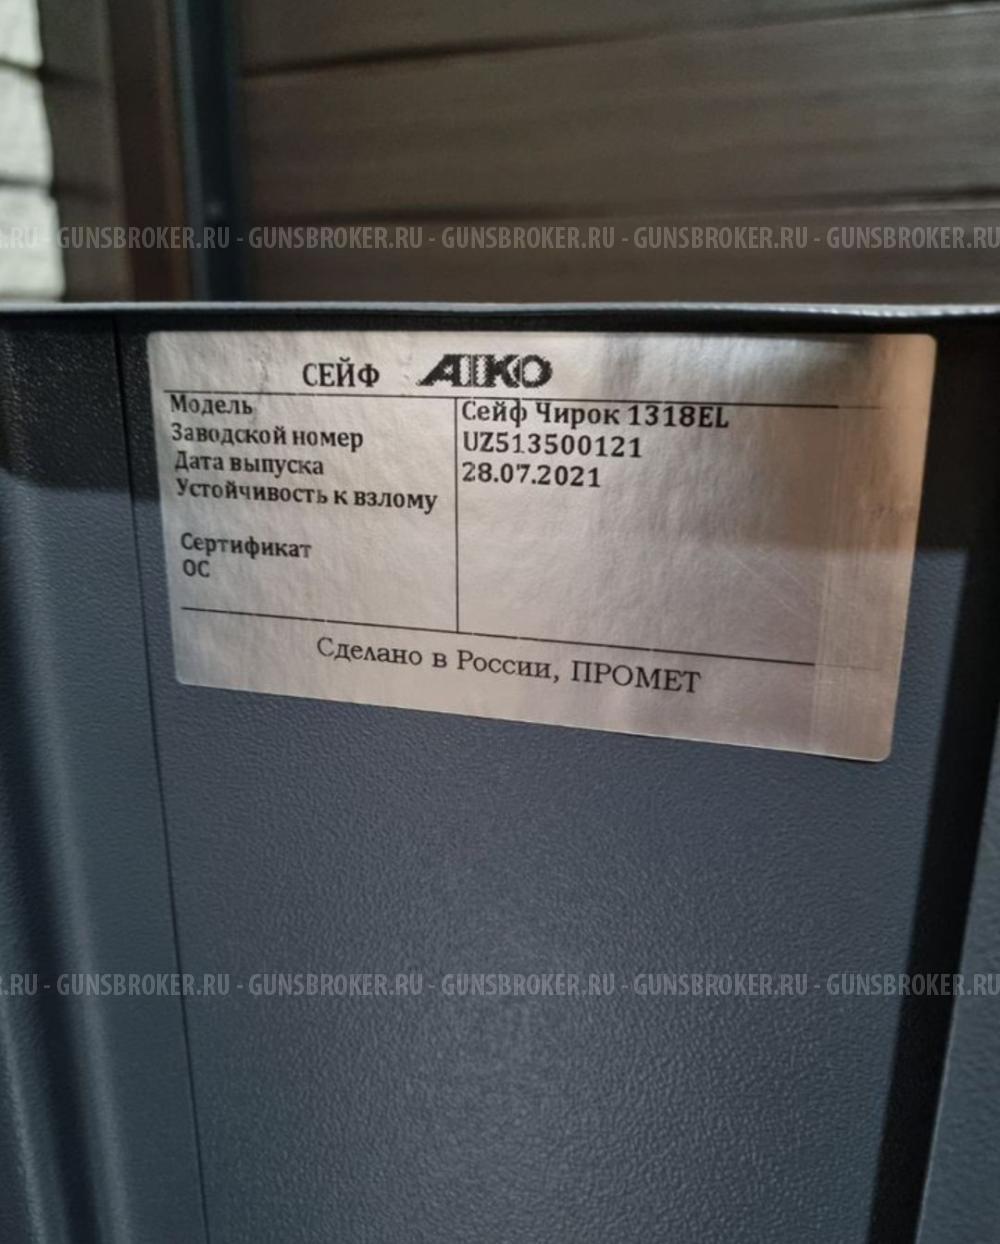 .RU - GUNSBROKER.RU - GUNSBROKER.RU - GUNSBROKER.RU - GUNSBROKER.RU - GUNSBROKER.RU
СЕЙФ AIKO
Модель Сейф Чирок 1318EL
Заводской номер UZ513500121
Дата выпуска 28.07.2021
Устойчивость к взлому
Сертификат
ОС
Сделано в России, ПРОМЕТ
.RU - GUNSBROKER.RU - GUNSBROKER.RU - GUNSBROKER.RU - GUNSBROKER.RU - GUNSBROKER.RU